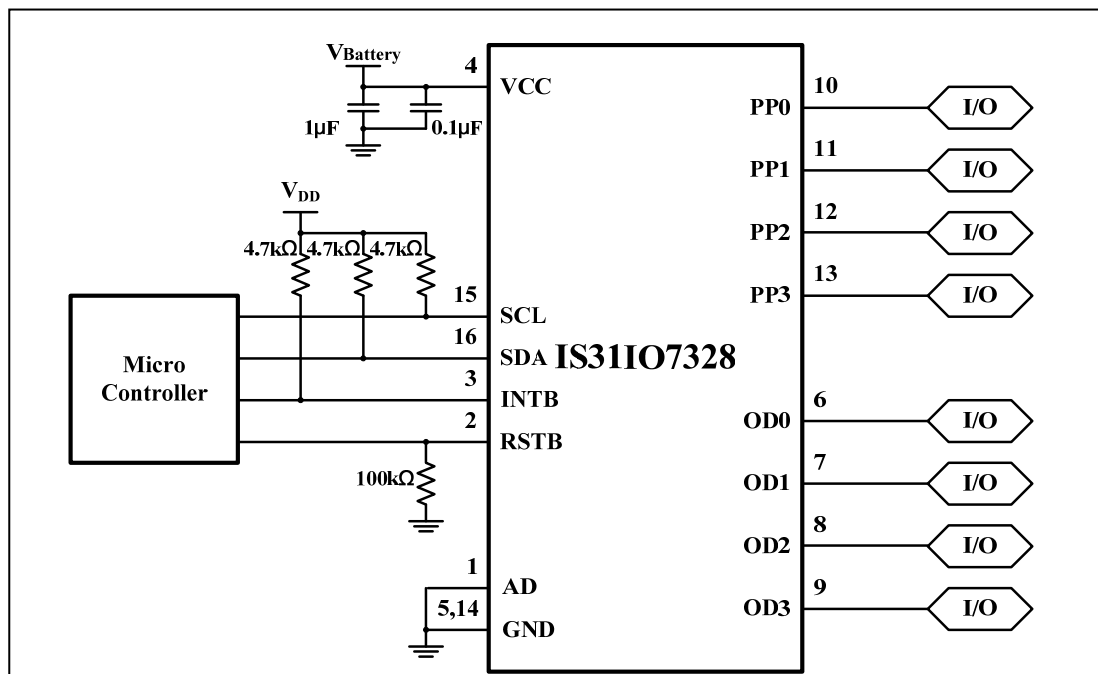 VBattery
4
VCC
1µF
0.1µF
VDD
4.7kΩ
4.7kΩ
4.7kΩ
15
SCL
16
SDA
3
INTB
2
RSTB
100kΩ
1
AD
5,14
GND
Micro
Controller
IS31IO7328
10
PP0
I/O
11
PP1
I/O
12
PP2
I/O
13
PP3
I/O
6
OD0
I/O
7
OD1
I/O
8
OD2
I/O
9
OD3
I/O